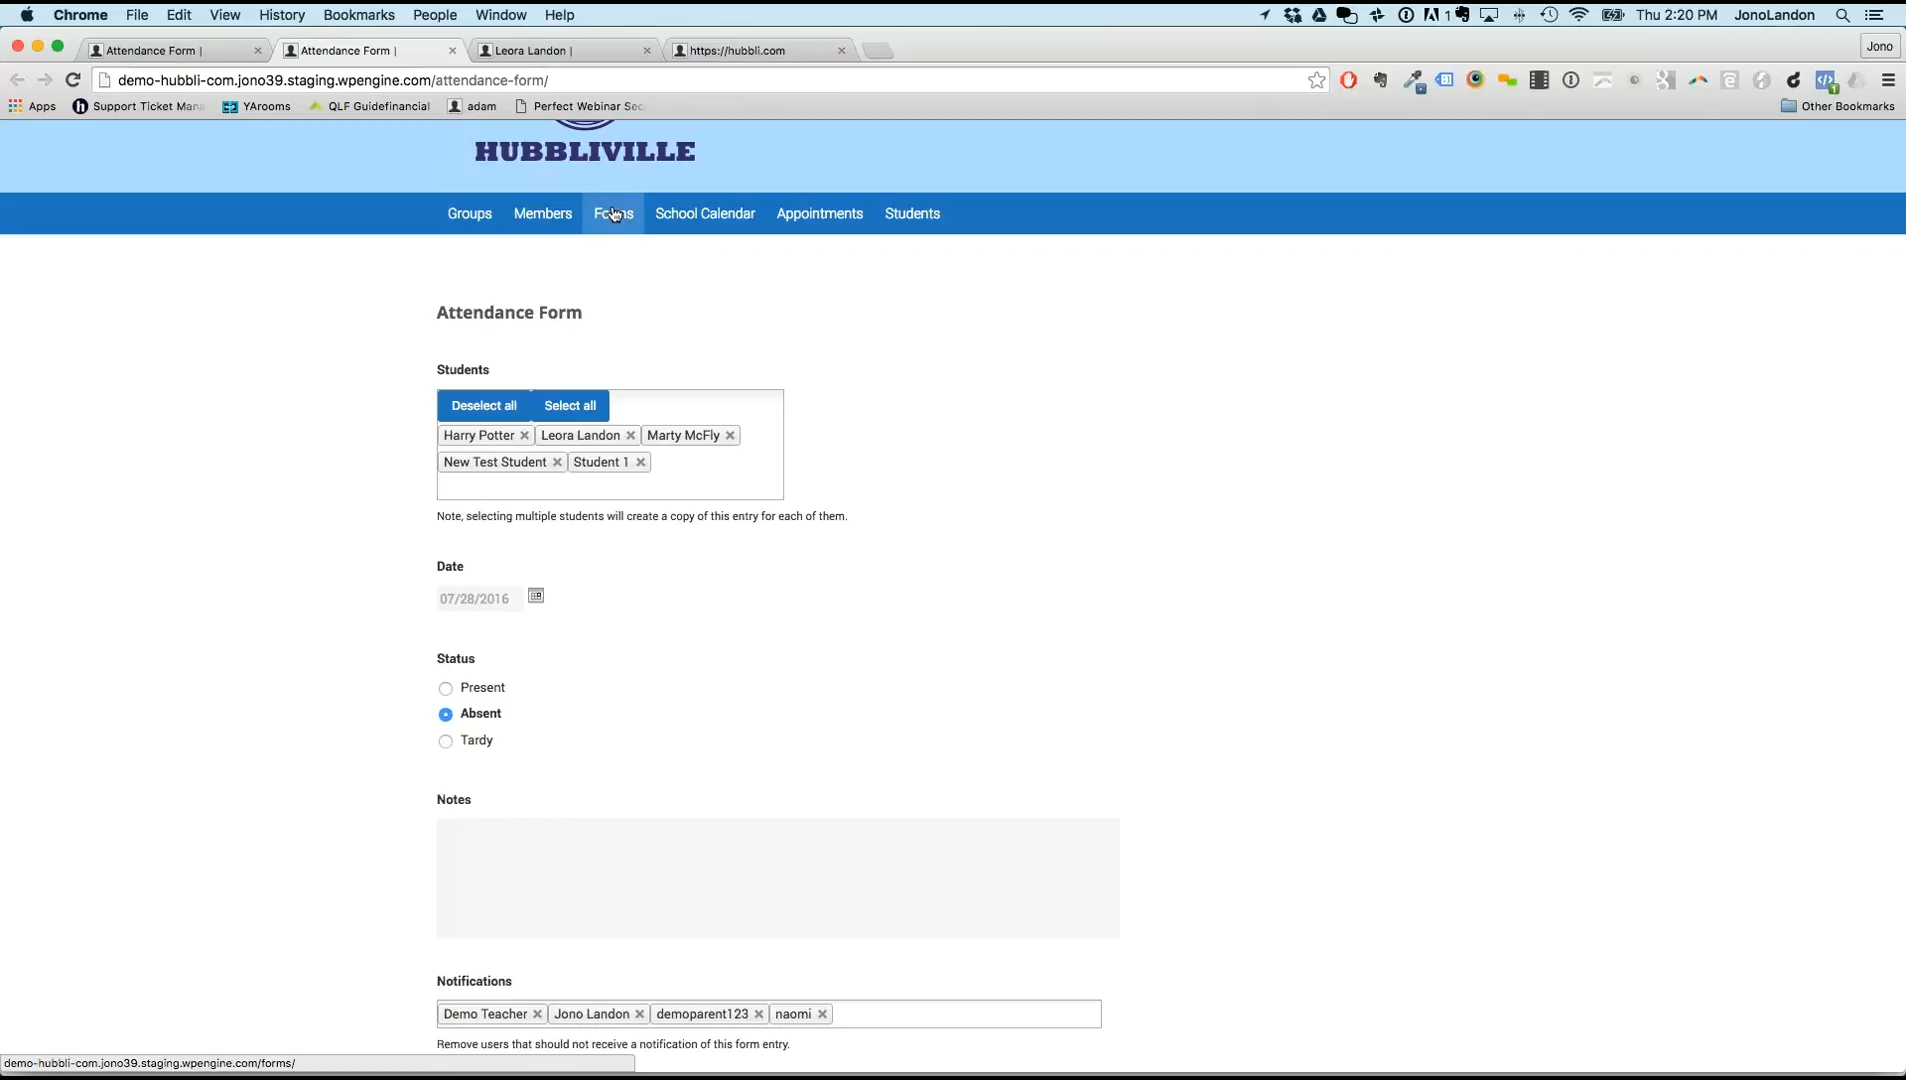 Chrome File Edit View History Bookmarks People Window Help 1 Thu 2:20 PM JonoLandon
Attendance Form | Attendance Form | Leora Landon | https://hubbli.com Jono
demo-hubbli-com.jono39.staging.wpengine.com/attendance-form/
Apps Support Ticket Mana YArooms QLF Guidefinancial adam Perfect Webinar Sec Other Bookmarks
HUBBLIVILLE
Groups Members Forms School Calendar Appointments Students
Attendance Form
Students
Deselect all Select all
Harry Potter Leora Landon Marty McFly
New Test Student Student 1
Note, selecting multiple students will create a copy of this entry for each of them.
Date
07/28/2016
Status
Present
Absent
Tardy
Notes
Notifications
Demo Teacher Jono Landon demoparent123 naomi
Remove users that should not receive a notification of this form entry.
demo-hubbli-com.jono39.staging.wpengine.com/forms/